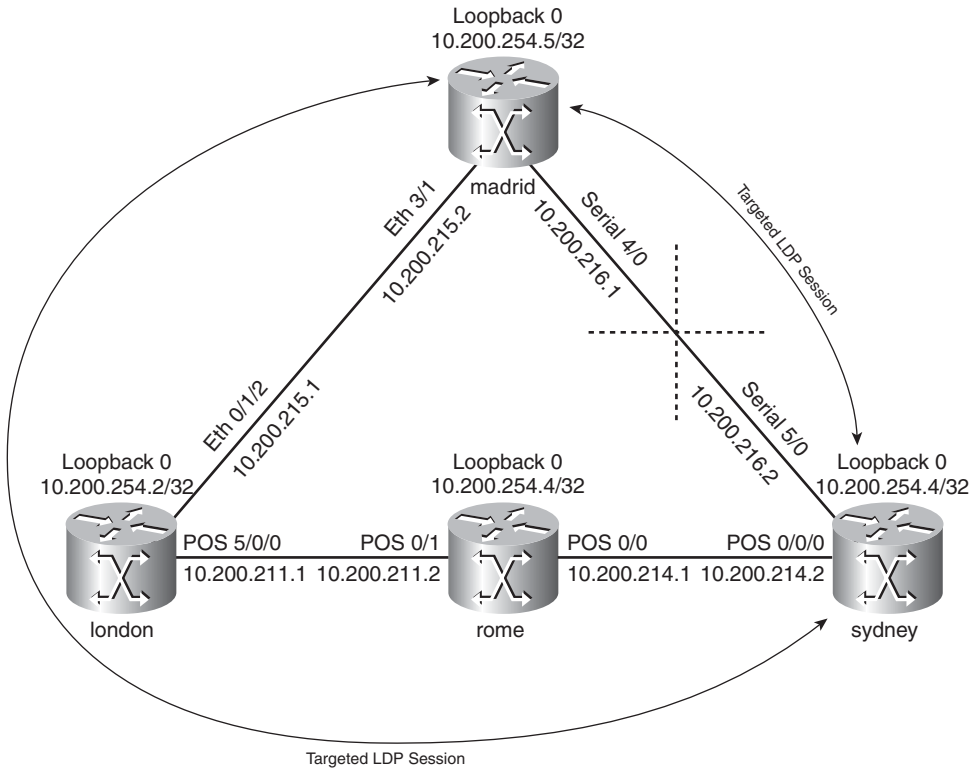 Loopback 0
10.200.254.5/32
madrid
Eth 3/1
10.200.215.2
Serial 4/0
10.200.216.1
Targeted LDP Session
Eth 0/1/2
10.200.215.1
Serial 5/0
10.200.216.2
Loopback 0
10.200.254.2/32
Loopback 0
10.200.254.4/32
Loopback 0
10.200.254.4/32
POS 5/0/0
10.200.211.1
POS 0/1
10.200.211.2
POS 0/0
10.200.214.1
POS 0/0/0
10.200.214.2
london
rome
sydney
Targeted LDP Session